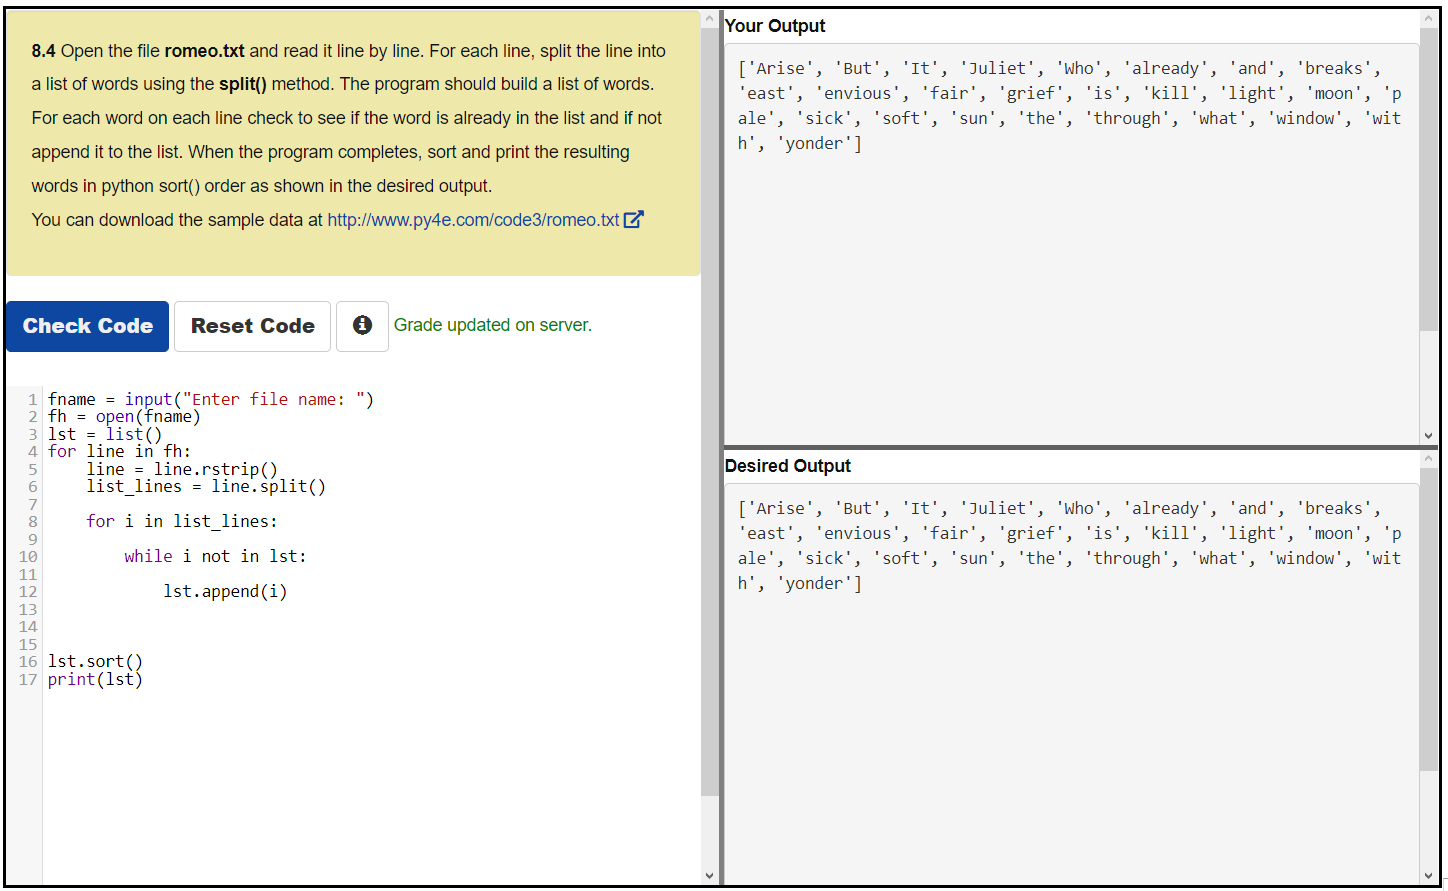 8.4 Open the file romeo.txt and read it line by line. For each line, split the line into
a list of words using the split() method. The program should build a list of words.
For each word on each line check to see if the word is already in the list and if not
append it to the list. When the program completes, sort and print the resulting
words in python sort() order as shown in the desired output.
You can download the sample data at http://www.py4e.com/code3/romeo.txt
Check Code Reset Code Grade updated on server.
1 fname = input("Enter file name: ")
2 fh = open(fname)
3 lst = list()
4 for line in fh:
5     line = line.rstrip()
6     list_lines = line.split()
7
8     for i in list_lines:
9
10         while i not in lst:
11
12             lst.append(i)
13
14
15
16 lst.sort()
17 print(lst)
Your Output
['Arise', 'But', 'It', 'Juliet', 'Who', 'already', 'and', 'breaks',
'east', 'envious', 'fair', 'grief', 'is', 'kill', 'light', 'moon', 'p
ale', 'sick', 'soft', 'sun', 'the', 'through', 'what', 'window', 'wit
h', 'yonder']
Desired Output
['Arise', 'But', 'It', 'Juliet', 'Who', 'already', 'and', 'breaks',
'east', 'envious', 'fair', 'grief', 'is', 'kill', 'light', 'moon', 'p
ale', 'sick', 'soft', 'sun', 'the', 'through', 'what', 'window', 'wit
h', 'yonder']